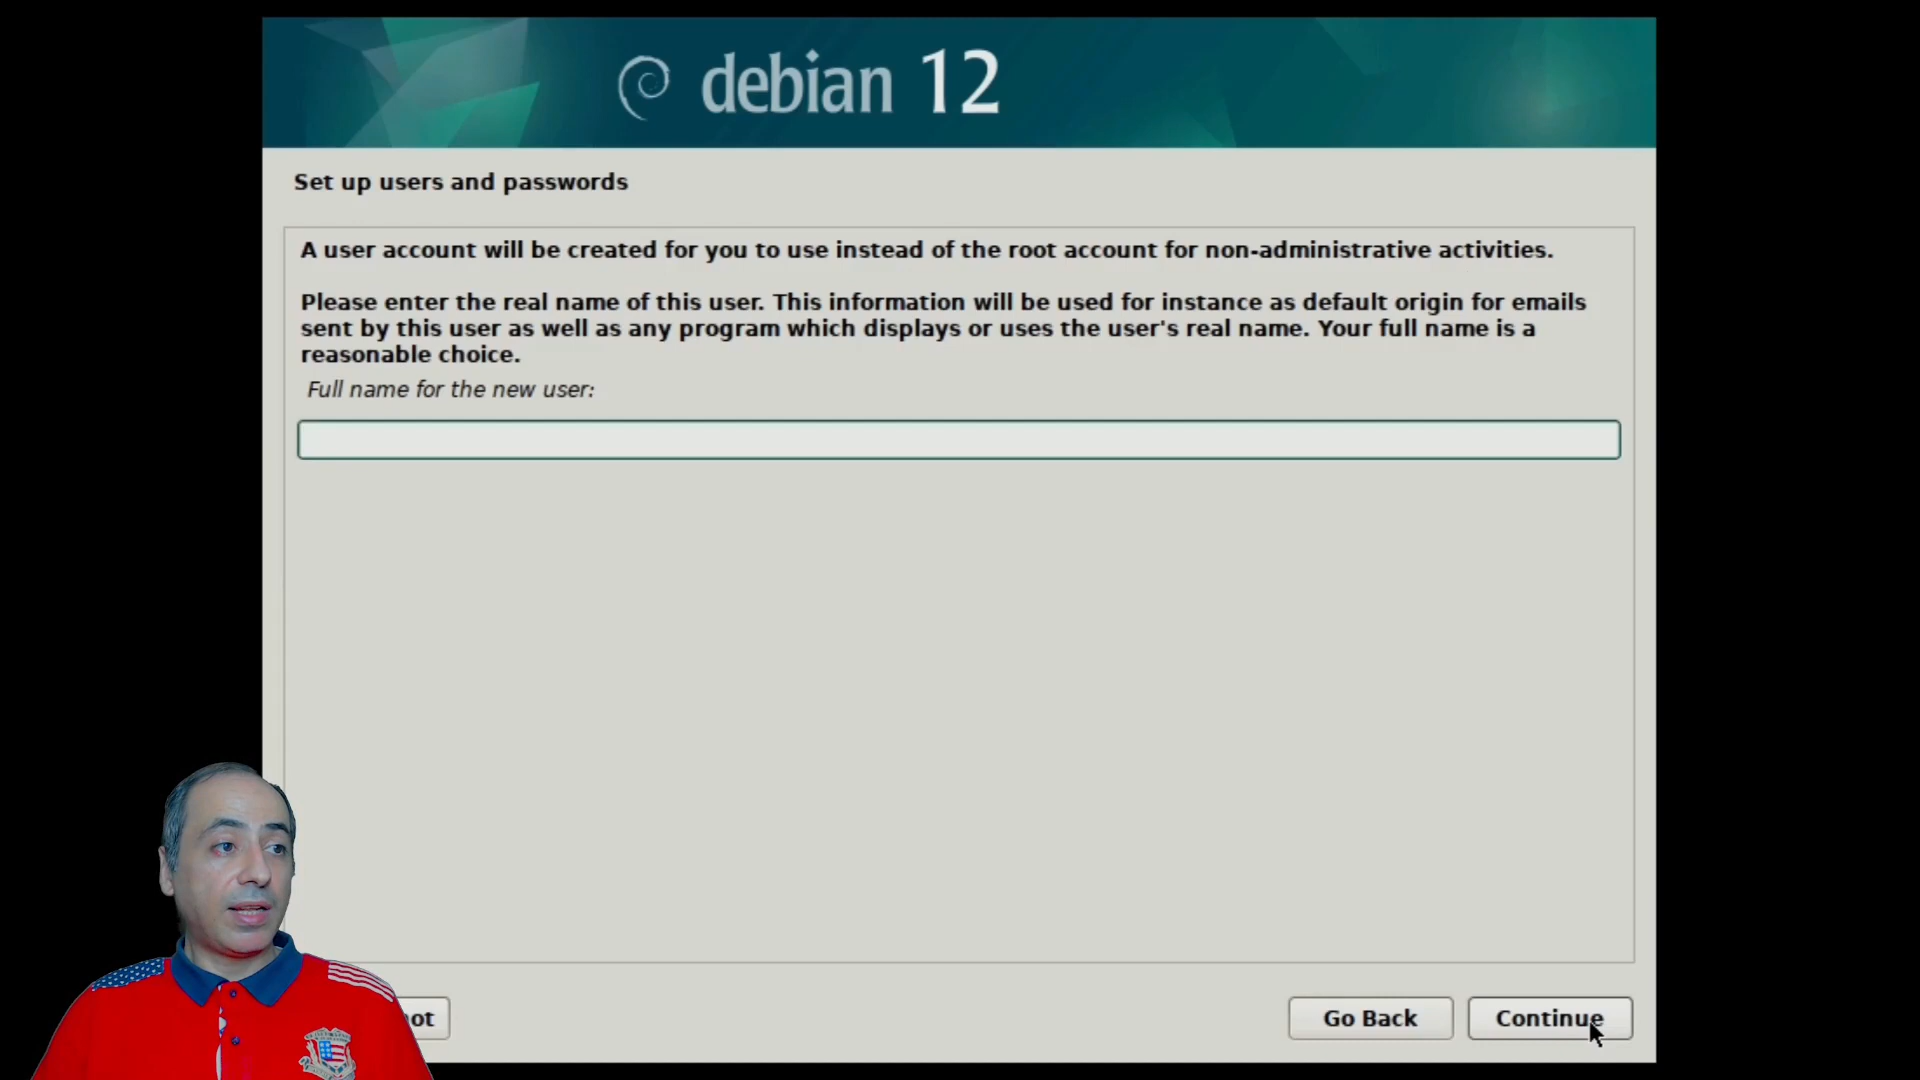 debian 12
Set up users and passwords
A user account will be created for you to use instead of the root account for non-administrative activities.
Please enter the real name of this user. This information will be used for instance as default origin for emails
sent by this user as well as any program which displays or uses the user's real name. Your full name is a
reasonable choice.
Full name for the new user:
Go Back
Continue